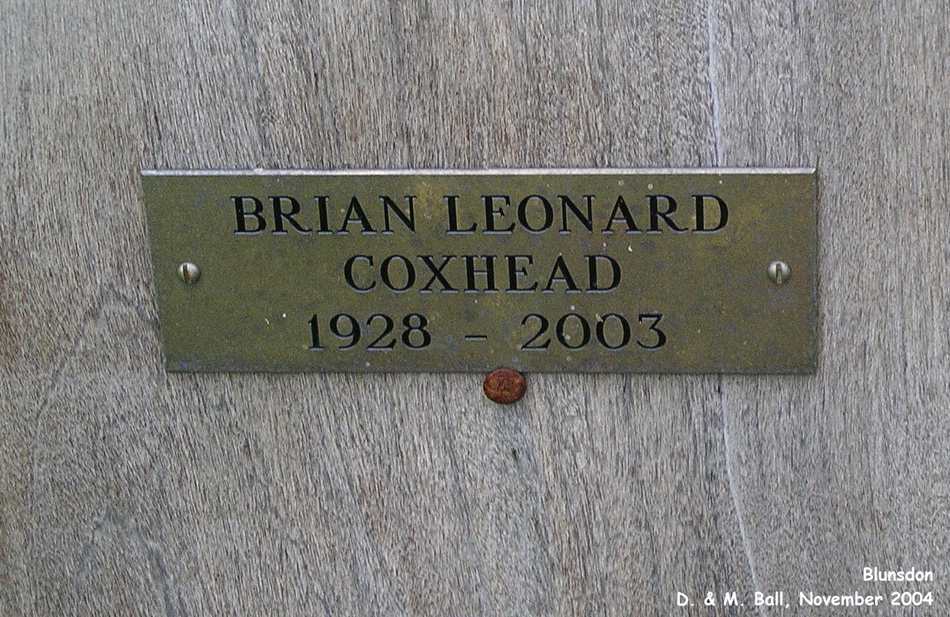 BRIAN LEONARD
COXHEAD
1928 – 2003
Blunsdon
D. & M. Ball, November 2004